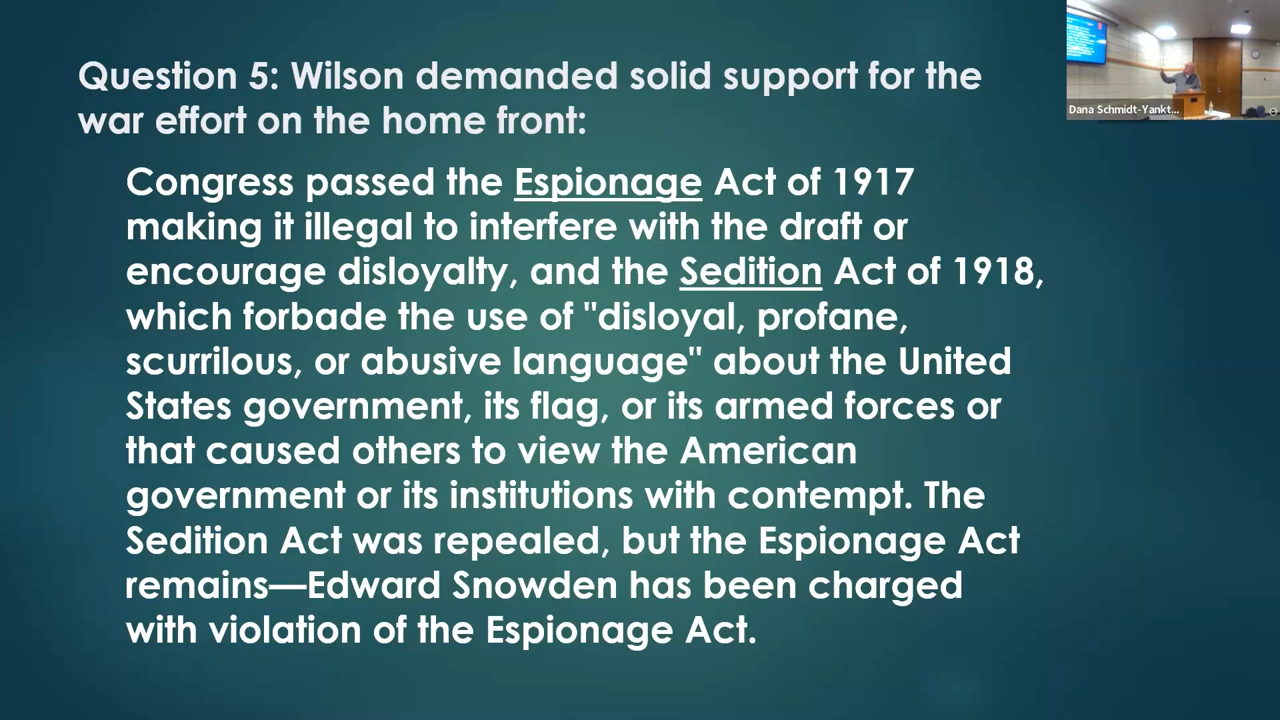 Question 5: Wilson demanded solid support for the
war effort on the home front:
Congress passed the Espionage Act of 1917
making it illegal to interfere with the draft or
encourage disloyalty, and the Sedition Act of 1918,
which forbade the use of "disloyal, profane,
scurrilous, or abusive language" about the United
States government, its flag, or its armed forces or
that caused others to view the American
government or its institutions with contempt. The
Sedition Act was repealed, but the Espionage Act
remains—Edward Snowden has been charged
with violation of the Espionage Act.
Dana Schmidt-Yankt...